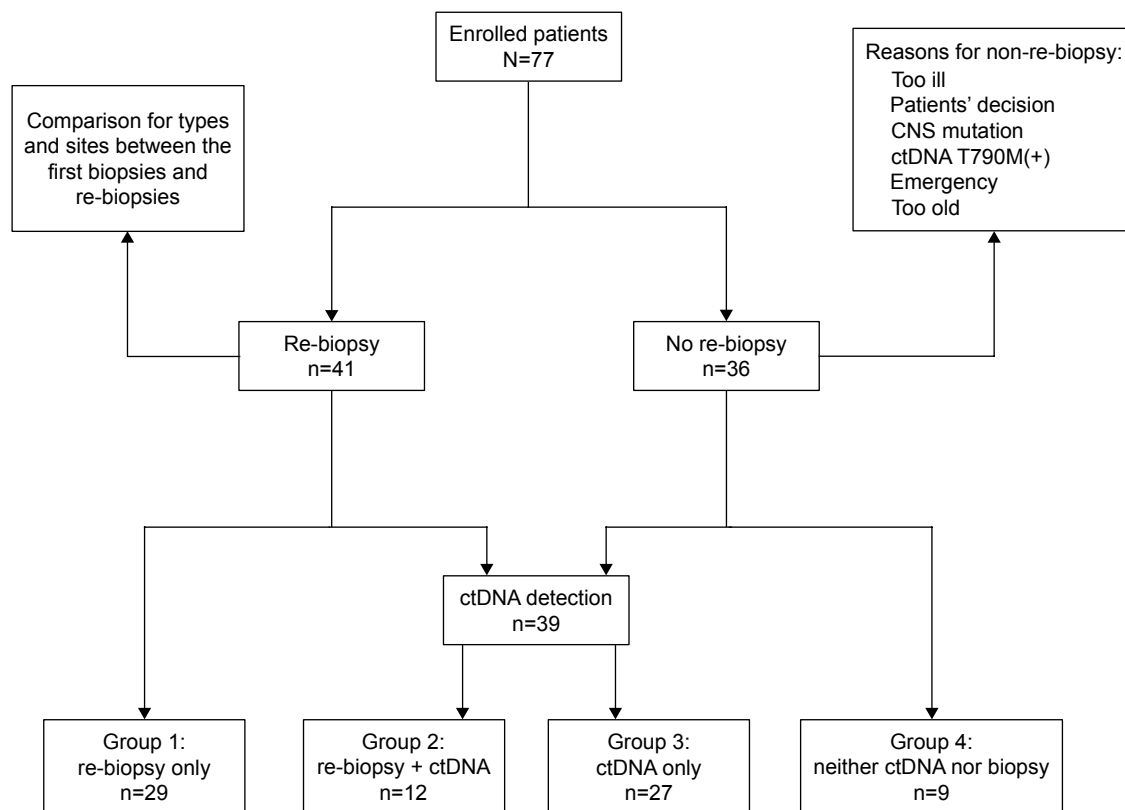 Enrolled patients
N=77
Reasons for non-re-biopsy:
Too ill
Patients’ decision
CNS mutation
ctDNA T790M(+)
Emergency
Too old
Comparison for types
and sites between the
first biopsies and
re-biopsies
Re-biopsy
n=41
No re-biopsy
n=36
ctDNA detection
n=39
Group 1:
re-biopsy only
n=29
Group 2:
re-biopsy + ctDNA
n=12
Group 3:
ctDNA only
n=27
Group 4:
neither ctDNA nor biopsy
n=9